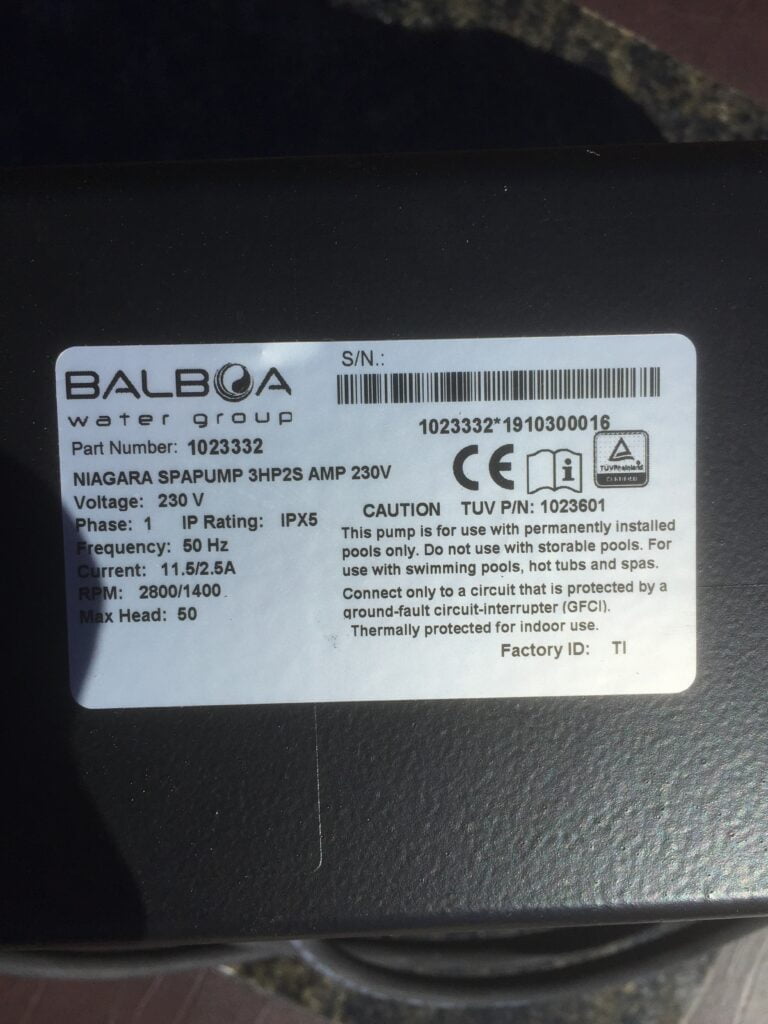 BALBOA
water group
Part Number: 1023332
NIAGARA SPAPUMP 3HP2S AMP 230V
Voltage: 230 V
Phase: 1 IP Rating: IPX5
Frequency: 50 Hz
Current: 11.5/2.5A
RPM: 2800/1400
Max Head: 50
S/N.:
1023332*1910300016
CE
i
TÜVRheinland
CERTIFIED
CAUTION TUV P/N: 1023601
This pump is for use with permanently installed
pools only. Do not use with storable pools. For
use with swimming pools, hot tubs and spas.
Connect only to a circuit that is protected by a
ground-fault circuit-interrupter (GFCI).
Thermally protected for indoor use.
Factory ID: TI